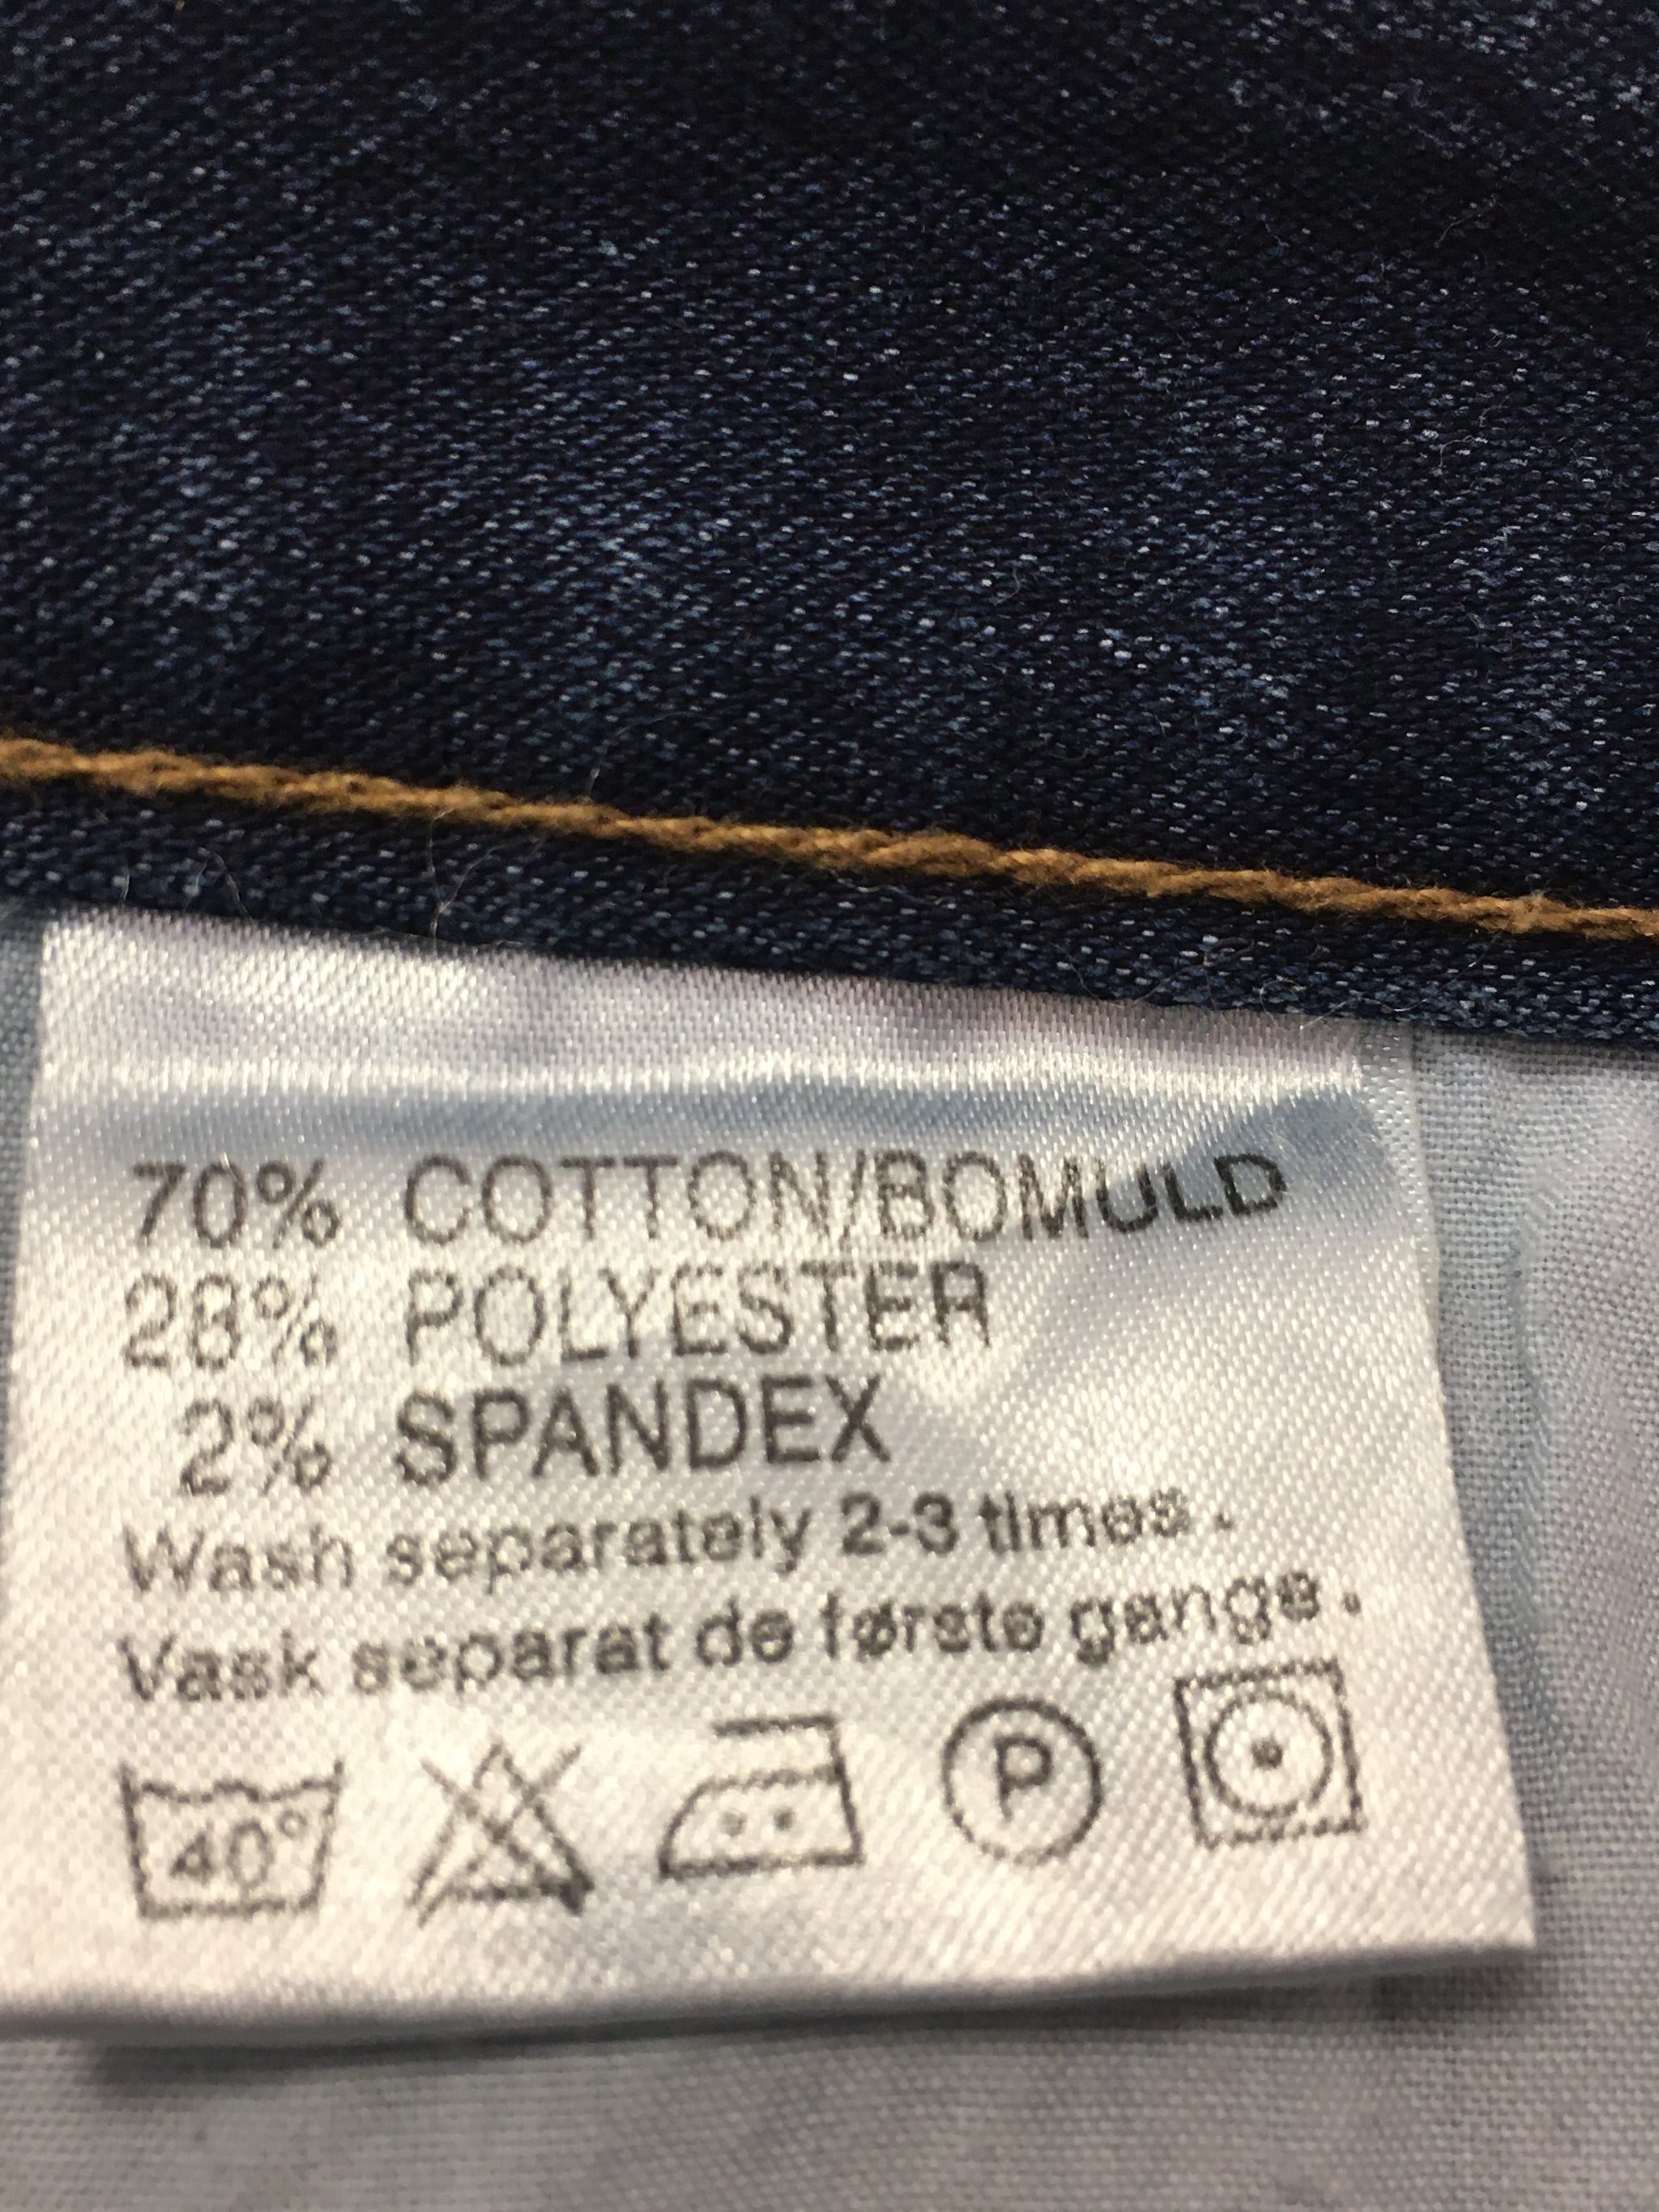 70% COTTON/BOMULD
28% POLYESTER
2% SPANDEX
Wash separately 2-3 times.
Vask separat de første gange.
40° P